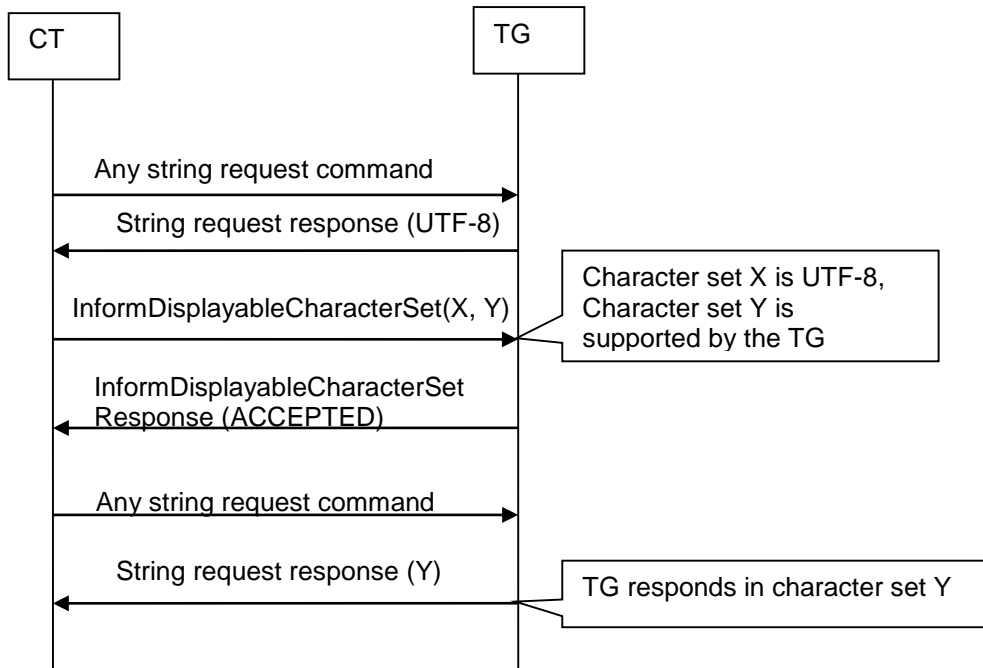 CT
TG
Any string request command
String request response (UTF-8)
InformDisplayableCharacterSet(X, Y)
Character set X is UTF-8,
Character set Y is
supported by the TG
InformDisplayableCharacterSet
Response (ACCEPTED)
Any string request command
String request response (Y)
TG responds in character set Y